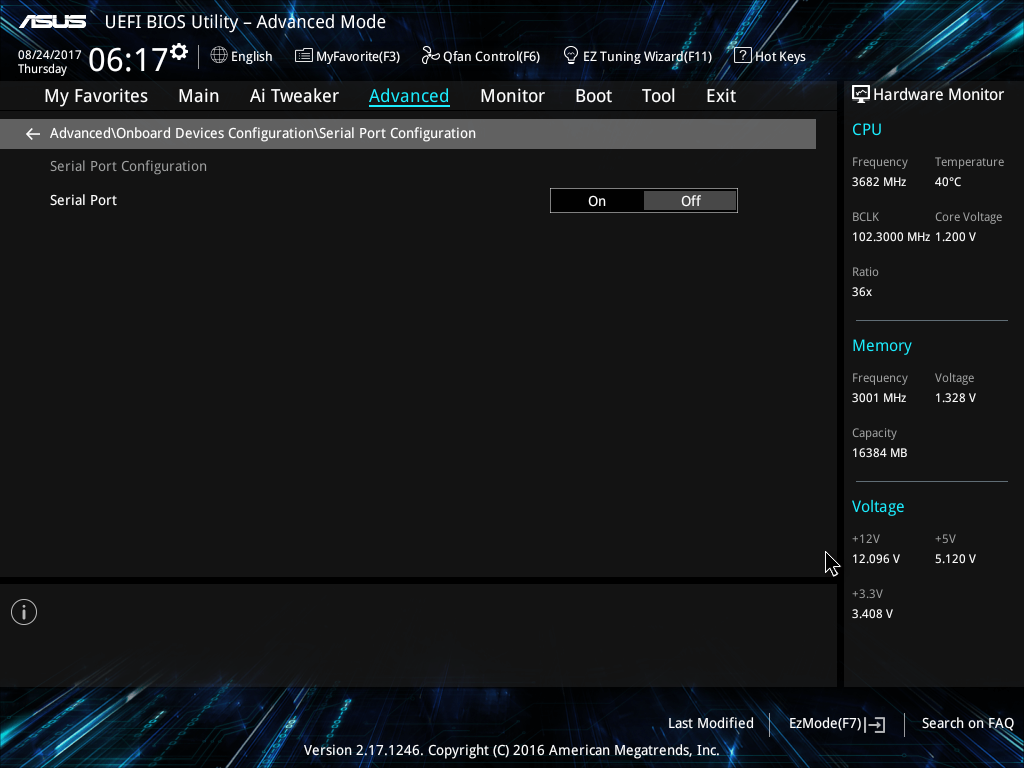 ASUS UEFI BIOS Utility – Advanced Mode
08/24/2017 Thursday 06:17 English MyFavorite(F3) Qfan Control(F6) EZ Tuning Wizard(F11) ? Hot Keys
My Favorites Main Ai Tweaker Advanced Monitor Boot Tool Exit
← Advanced\Onboard Devices Configuration\Serial Port Configuration
Serial Port Configuration
Serial Port On Off
Hardware Monitor
CPU
Frequency Temperature
3682 MHz 40°C
BCLK Core Voltage
102.3000 MHz 1.200 V
Ratio
36x
Memory
Frequency Voltage
3001 MHz 1.328 V
Capacity
16384 MB
Voltage
+12V +5V
12.096 V 5.120 V
+3.3V
3.408 V
i
Last Modified EzMode(F7) Search on FAQ
Version 2.17.1246. Copyright (C) 2016 American Megatrends, Inc.